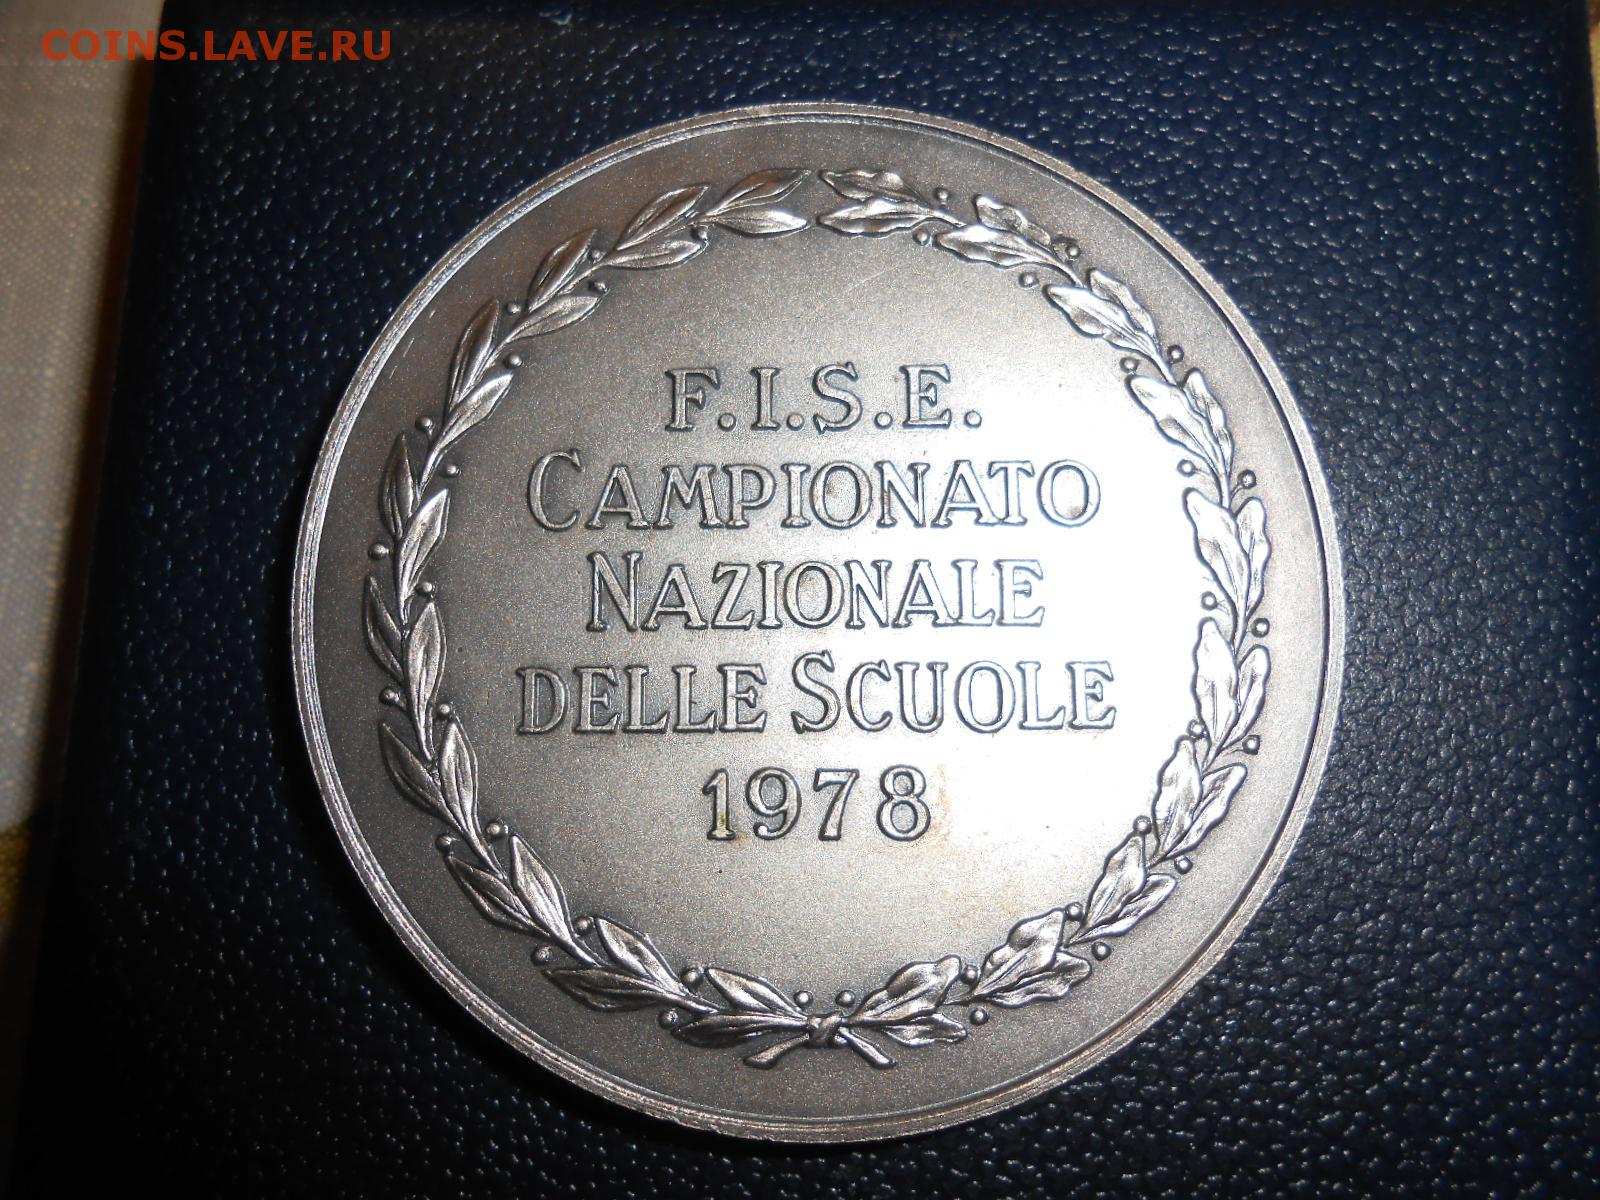 COINS.LAVE.RU
F.I.S.E.
CAMPIONATO
NAZIONALE
DELLE SCUOLE
1978